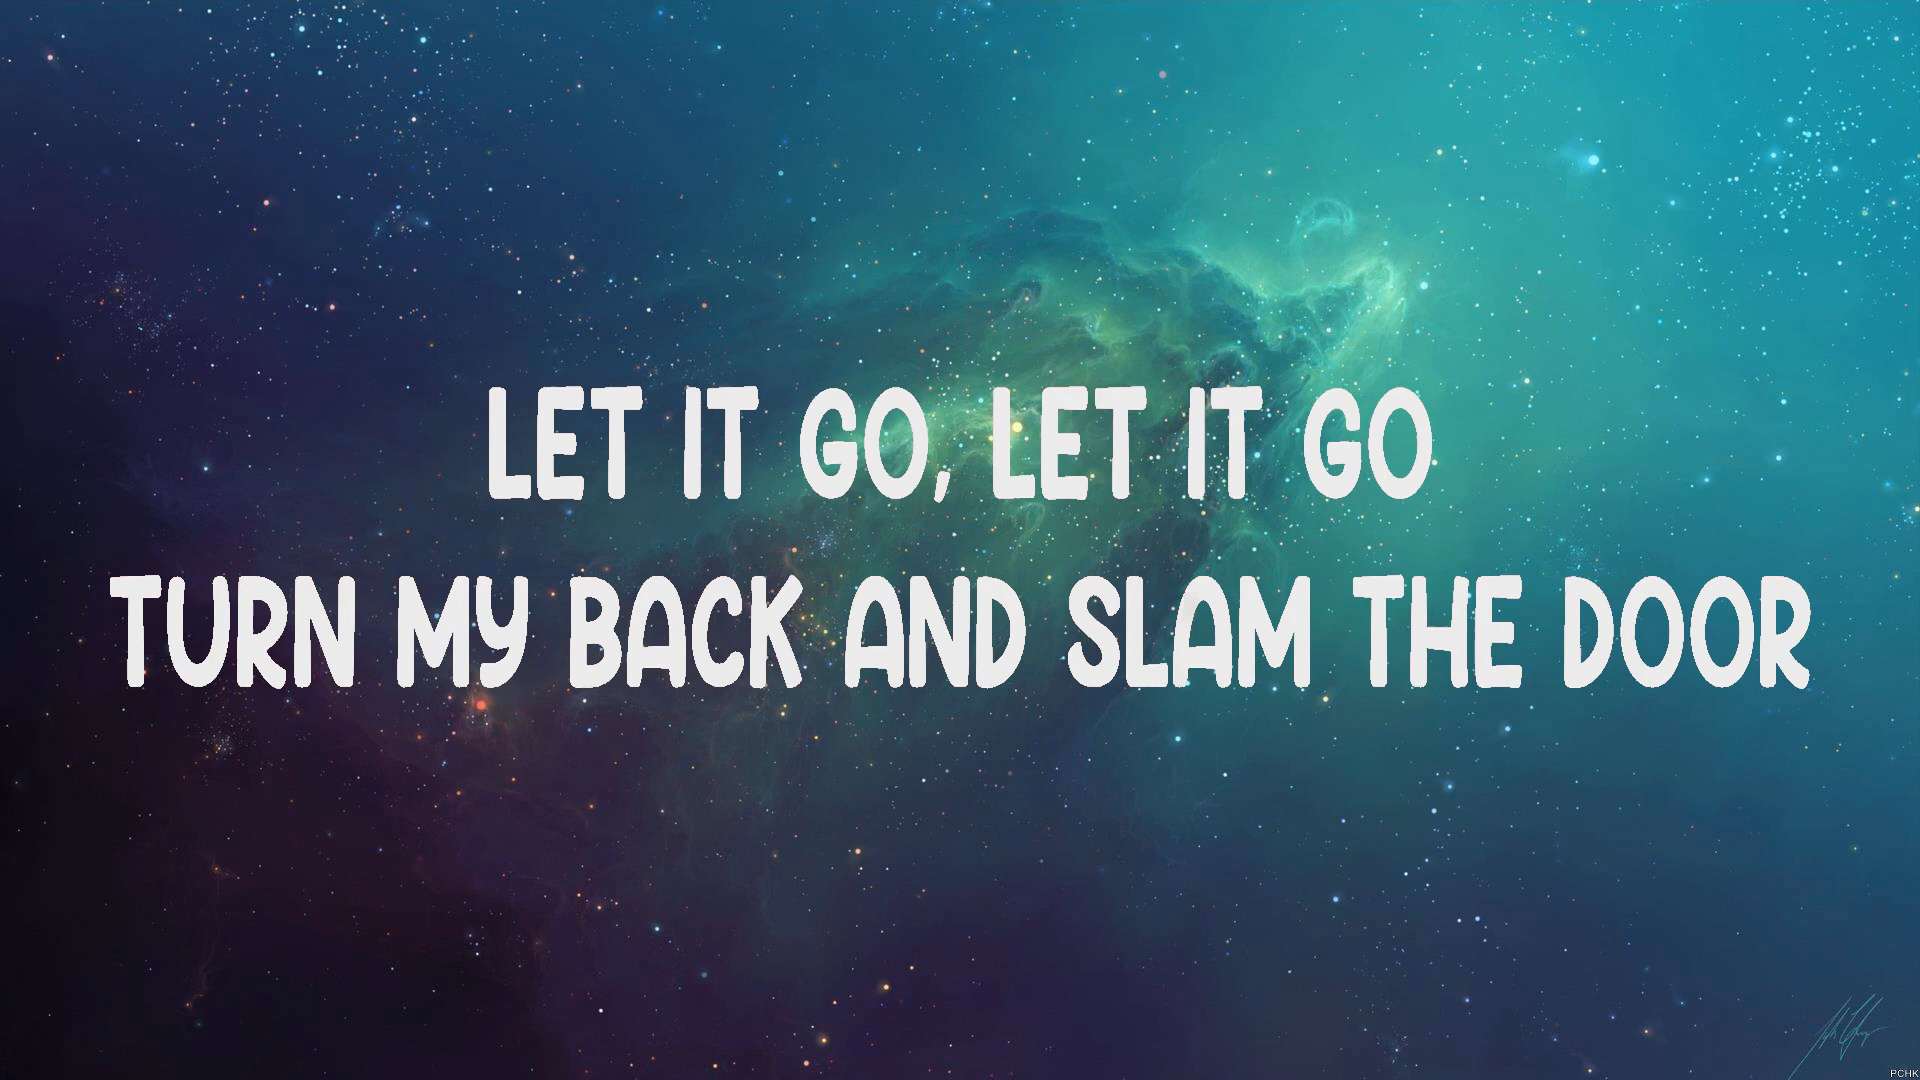 LET IT GO, LET IT GO
TURN MY BACK AND SLAM THE DOOR
PCHK